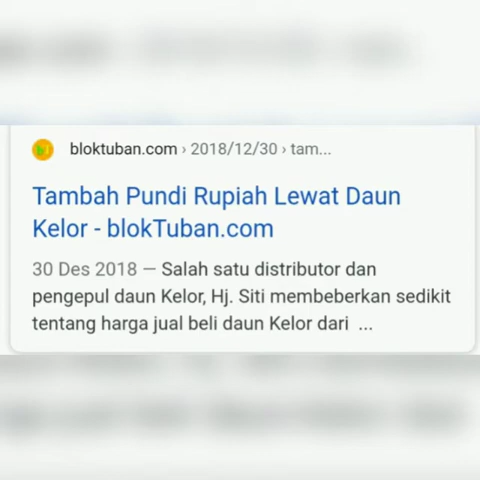 bloktuban.com › 2018/12/30 › tam...
Tambah Pundi Rupiah Lewat Daun
Kelor - blokTuban.com
30 Des 2018 — Salah satu distributor dan
pengepul daun Kelor, Hj. Siti membeberkan sedikit
tentang harga jual beli daun Kelor dari ...